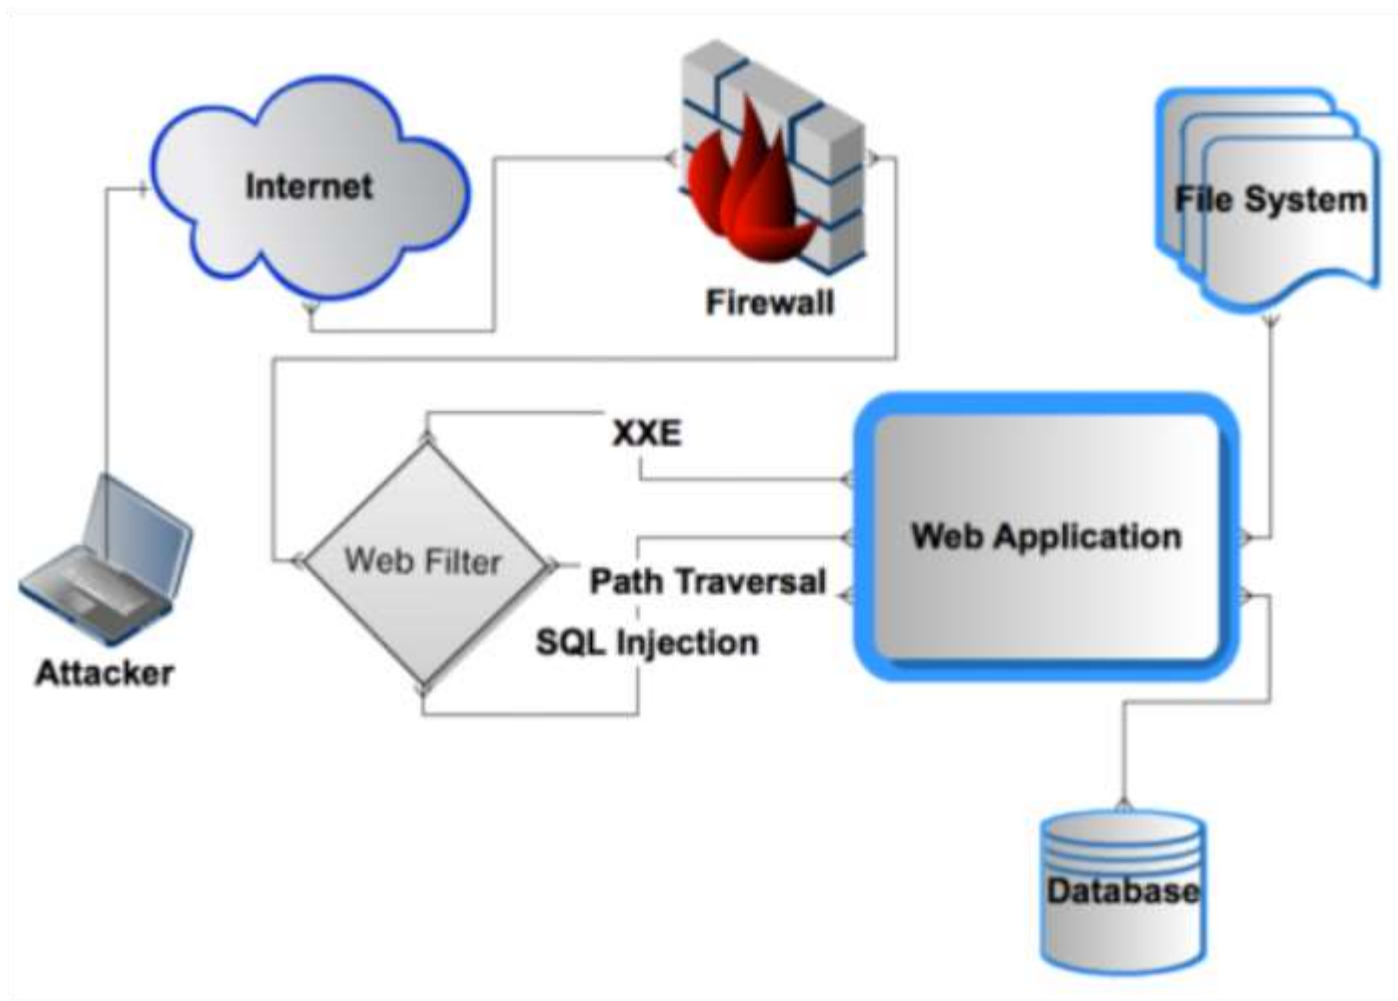 Internet
Firewall
File System
XXE
Web Application
Web Filter
Path Traversal
SQL Injection
Attacker
Database